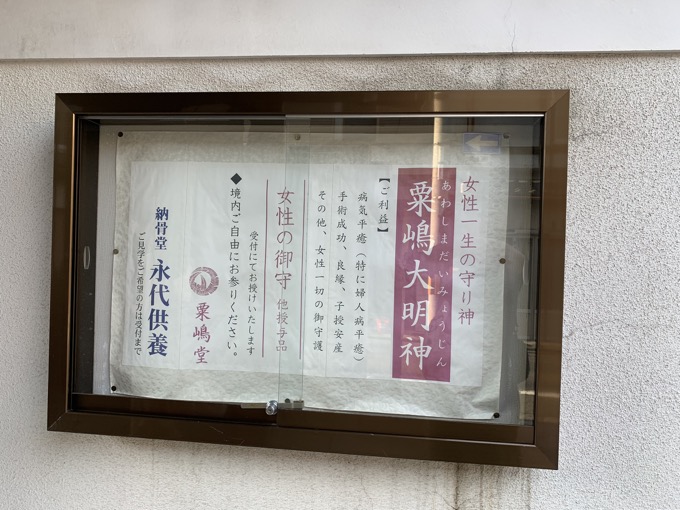 女性一生の守り神
あわしまだいみょうじん
粟嶋大明神
【ご利益】
病気平癒（特に婦人病平癒）
手術成功、良縁、子授安産
その他、女性一切の御守護
女性の御守 他授与品
受付にてお授けいたします
◆境内ご自由にお参りください。
粟嶋堂
納骨堂 永代供養
ご見学をご希望の方は受付まで